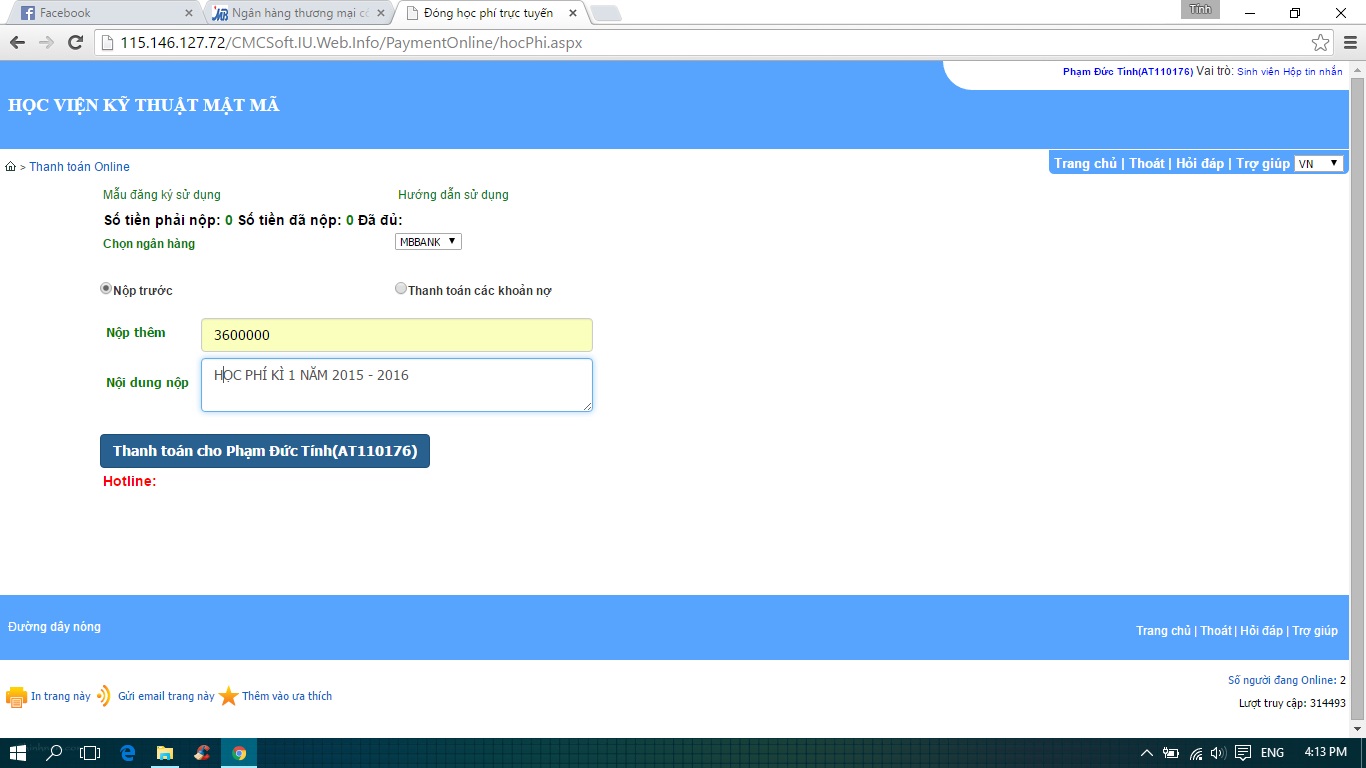 Facebook
Ngân hàng thương mại cổ
Đóng học phí trực tuyến
Tính
115.146.127.72/CMCSoft.IU.Web.Info/PaymentOnline/hocPhi.aspx
Phạm Đức Tính(AT110176) Vai trò: Sinh viên Hộp tin nhắn
HỌC VIỆN KỸ THUẬT MẬT MÃ
> Thanh toán Online
Trang chủ | Thoát | Hỏi đáp | Trợ giúp VN
Mẫu đăng ký sử dụng Hướng dẫn sử dụng
Số tiền phải nộp: 0 Số tiền đã nộp: 0 Đã đủ:
Chọn ngân hàng MBBANK
Nộp trước Thanh toán các khoản nợ
Nộp thêm 3600000
Nội dung nộp HỌC PHÍ KÌ 1 NĂM 2015 - 2016
Thanh toán cho Phạm Đức Tính(AT110176)
Hotline:
Đường dây nóng
Trang chủ | Thoát | Hỏi đáp | Trợ giúp
In trang này Gửi email trang này Thêm vào ưa thích
Số người đang Online: 2
Lượt truy cập: 314493
ENG 4:13 PM